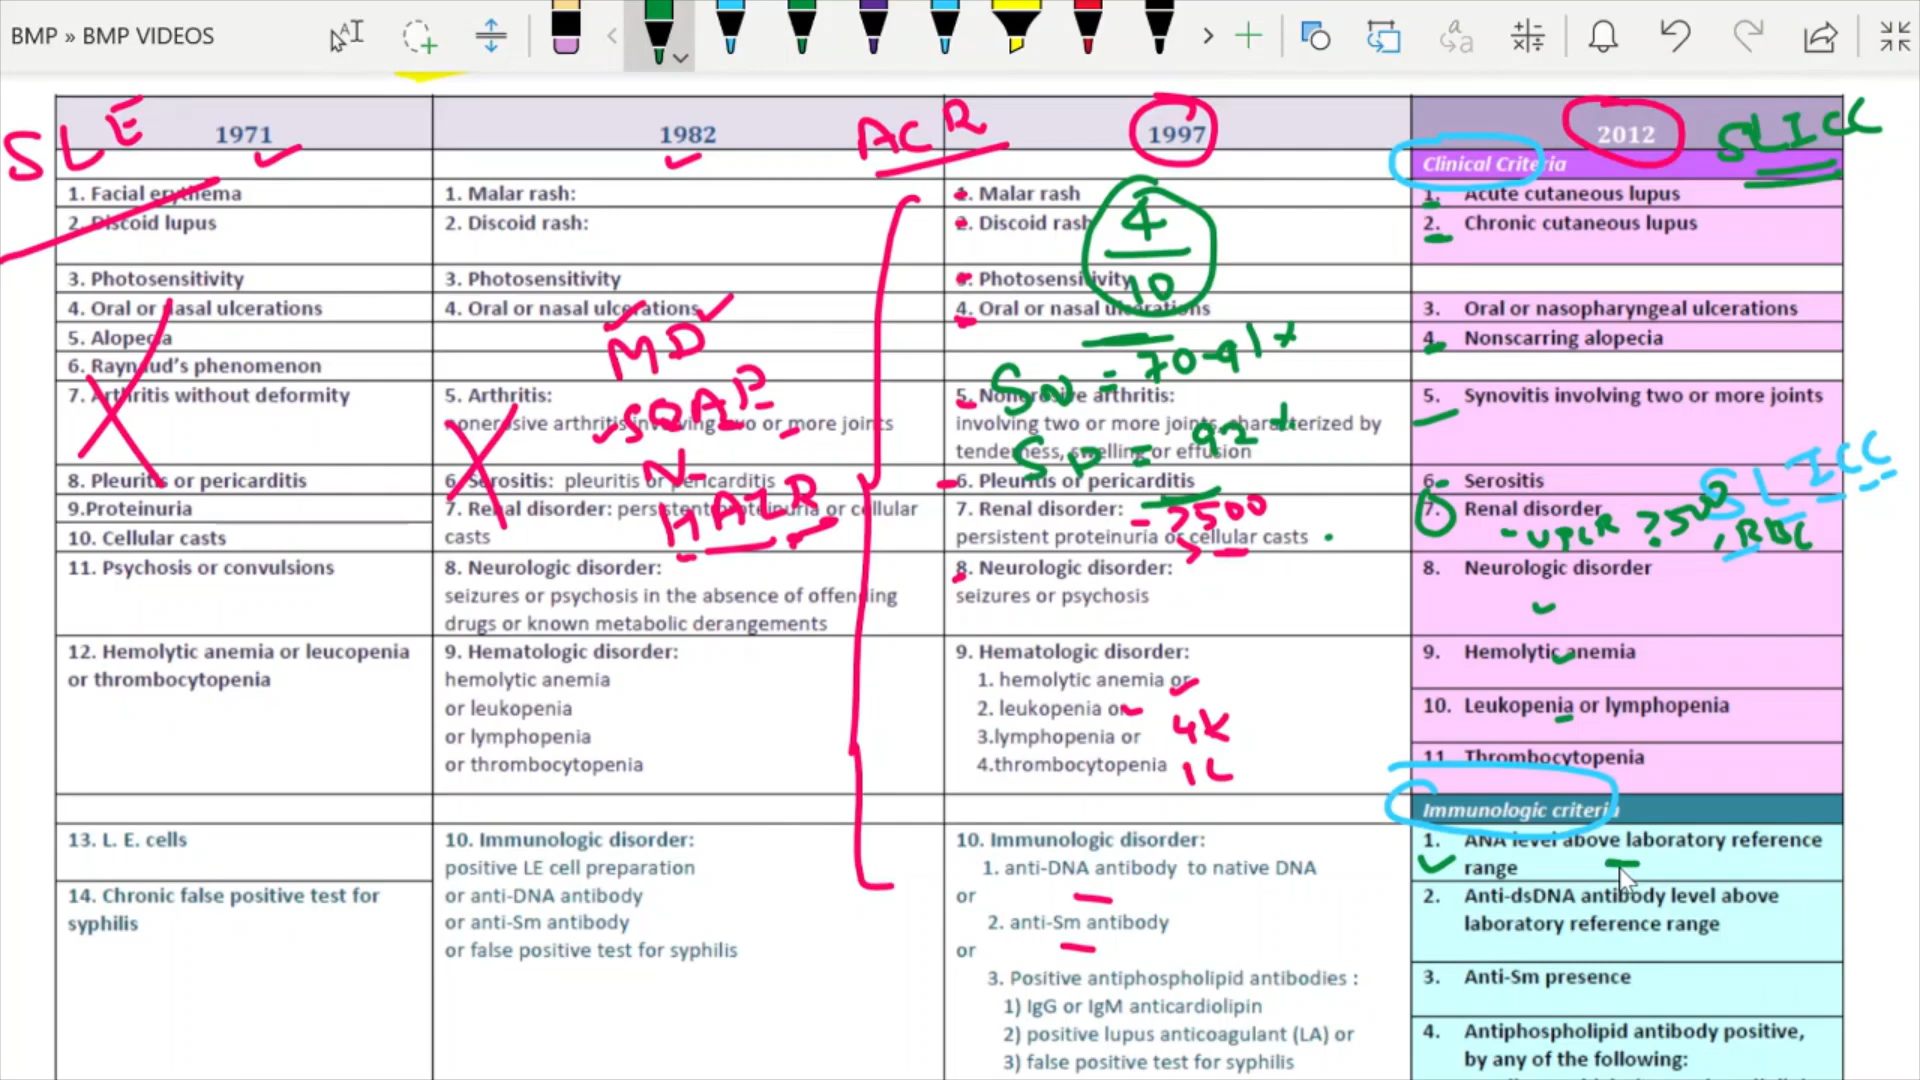 BMP » BMP VIDEOS
SLE
1971
1982
ACR
1997
2012
SLICC
Clinical Criteria
1. Facial erythema
1. Malar rash:
1. Malar rash
1. Acute cutaneous lupus
2. Discoid lupus
2. Discoid rash:
2. Discoid rash
2. Chronic cutaneous lupus
4
10
3. Photosensitivity
3. Photosensitivity
3. Photosensitivity
4. Oral or nasal ulcerations
4. Oral or nasal ulcerations
4. Oral or nasal ulcerations
3. Oral or nasopharyngeal ulcerations
5. Alopecia
4. Nonscarring alopecia
MD
SN = 70-91+
6. Raynaud's phenomenon
7. Arthritis without deformity
5. Arthritis:
nonerosive arthritis involving two or more joints
5. Nonerosive arthritis:
involving two or more joints, characterized by
tenderness, swelling or effusion
5. Synovitis involving two or more joints
SOAP
SP = 92+
8. Pleuritis or pericarditis
6. Serositis: pleuritis or pericarditis
6. Pleuritis or pericarditis
6. Serositis
SLICC
N
HAIR
9.Proteinuria
10. Cellular casts
7. Renal disorder: persistent proteinuria or cellular
casts
7. Renal disorder:
persistent proteinuria or cellular casts
7. Renal disorder
UPCR
500
RBC
11. Psychosis or convulsions
8. Neurologic disorder:
seizures or psychosis in the absence of offending
drugs or known metabolic derangements
8. Neurologic disorder:
seizures or psychosis
8. Neurologic disorder
12. Hemolytic anemia or leucopenia
or thrombocytopenia
9. Hematologic disorder:
hemolytic anemia
or leukopenia
or lymphopenia
or thrombocytopenia
9. Hematologic disorder:
1. hemolytic anemia or
2. leukopenia or
3.lymphopenia or
4.thrombocytopenia
4K
1L
9. Hemolytic anemia
10. Leukopenia or lymphopenia
11. Thrombocytopenia
Immunologic criteria
13. L. E. cells
14. Chronic false positive test for
syphilis
10. Immunologic disorder:
positive LE cell preparation
or anti-DNA antibody
or anti-Sm antibody
or false positive test for syphilis
10. Immunologic disorder:
1. anti-DNA antibody to native DNA
or
2. anti-Sm antibody
or
3. Positive antiphospholipid antibodies :
1) IgG or IgM anticardiolipin
2) positive lupus anticoagulant (LA) or
3) false positive test for syphilis
1. ANA level above laboratory reference
range
2. Anti-dsDNA antibody level above
laboratory reference range
3. Anti-Sm presence
4. Antiphospholipid antibody positive,
by any of the following: